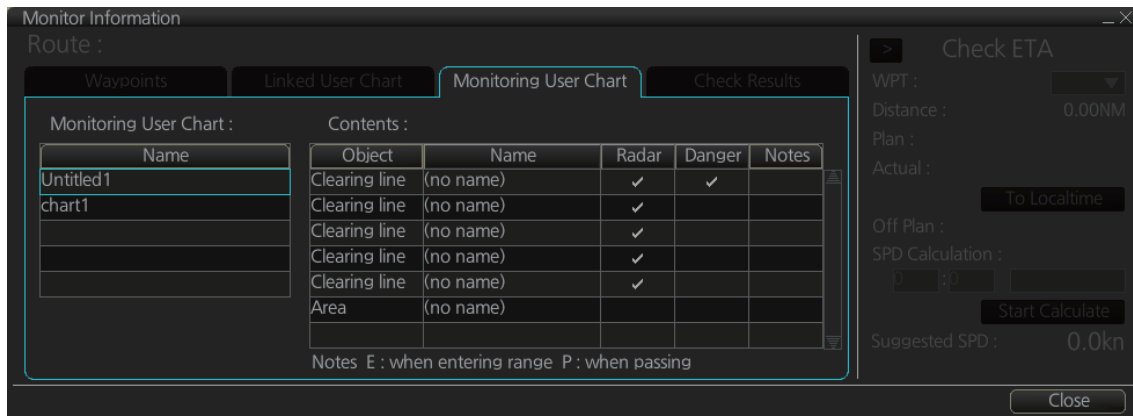 Monitor Information
Route :
Waypoints Linked User Chart Monitoring User Chart Check Results
Monitoring User Chart :
Name
Untitled1
chart1
Contents :
Object Name Radar Danger Notes
Clearing line (no name) ✓ ✓
Clearing line (no name) ✓
Clearing line (no name) ✓
Clearing line (no name) ✓
Clearing line (no name) ✓
Area (no name)
Notes E : when entering range P : when passing
> Check ETA
WPT :
Distance : 0.00NM
Plan :
Actual :
To Localtime
Off Plan :
SPD Calculation :
0 :0
Start Calculate
Suggested SPD : 0.0kn
Close